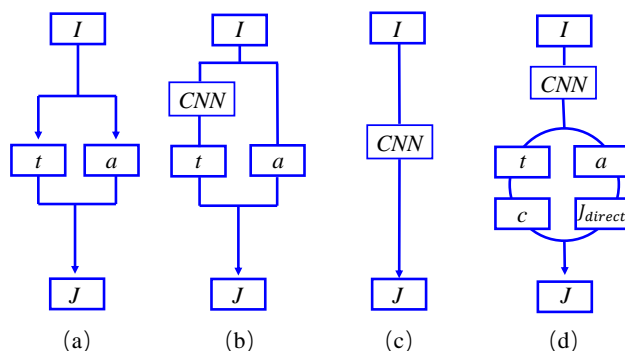 I I I I
CNN CNN
CNN
t a t a t a
c J_direct
J J J J
(a) (b) (c) (d)